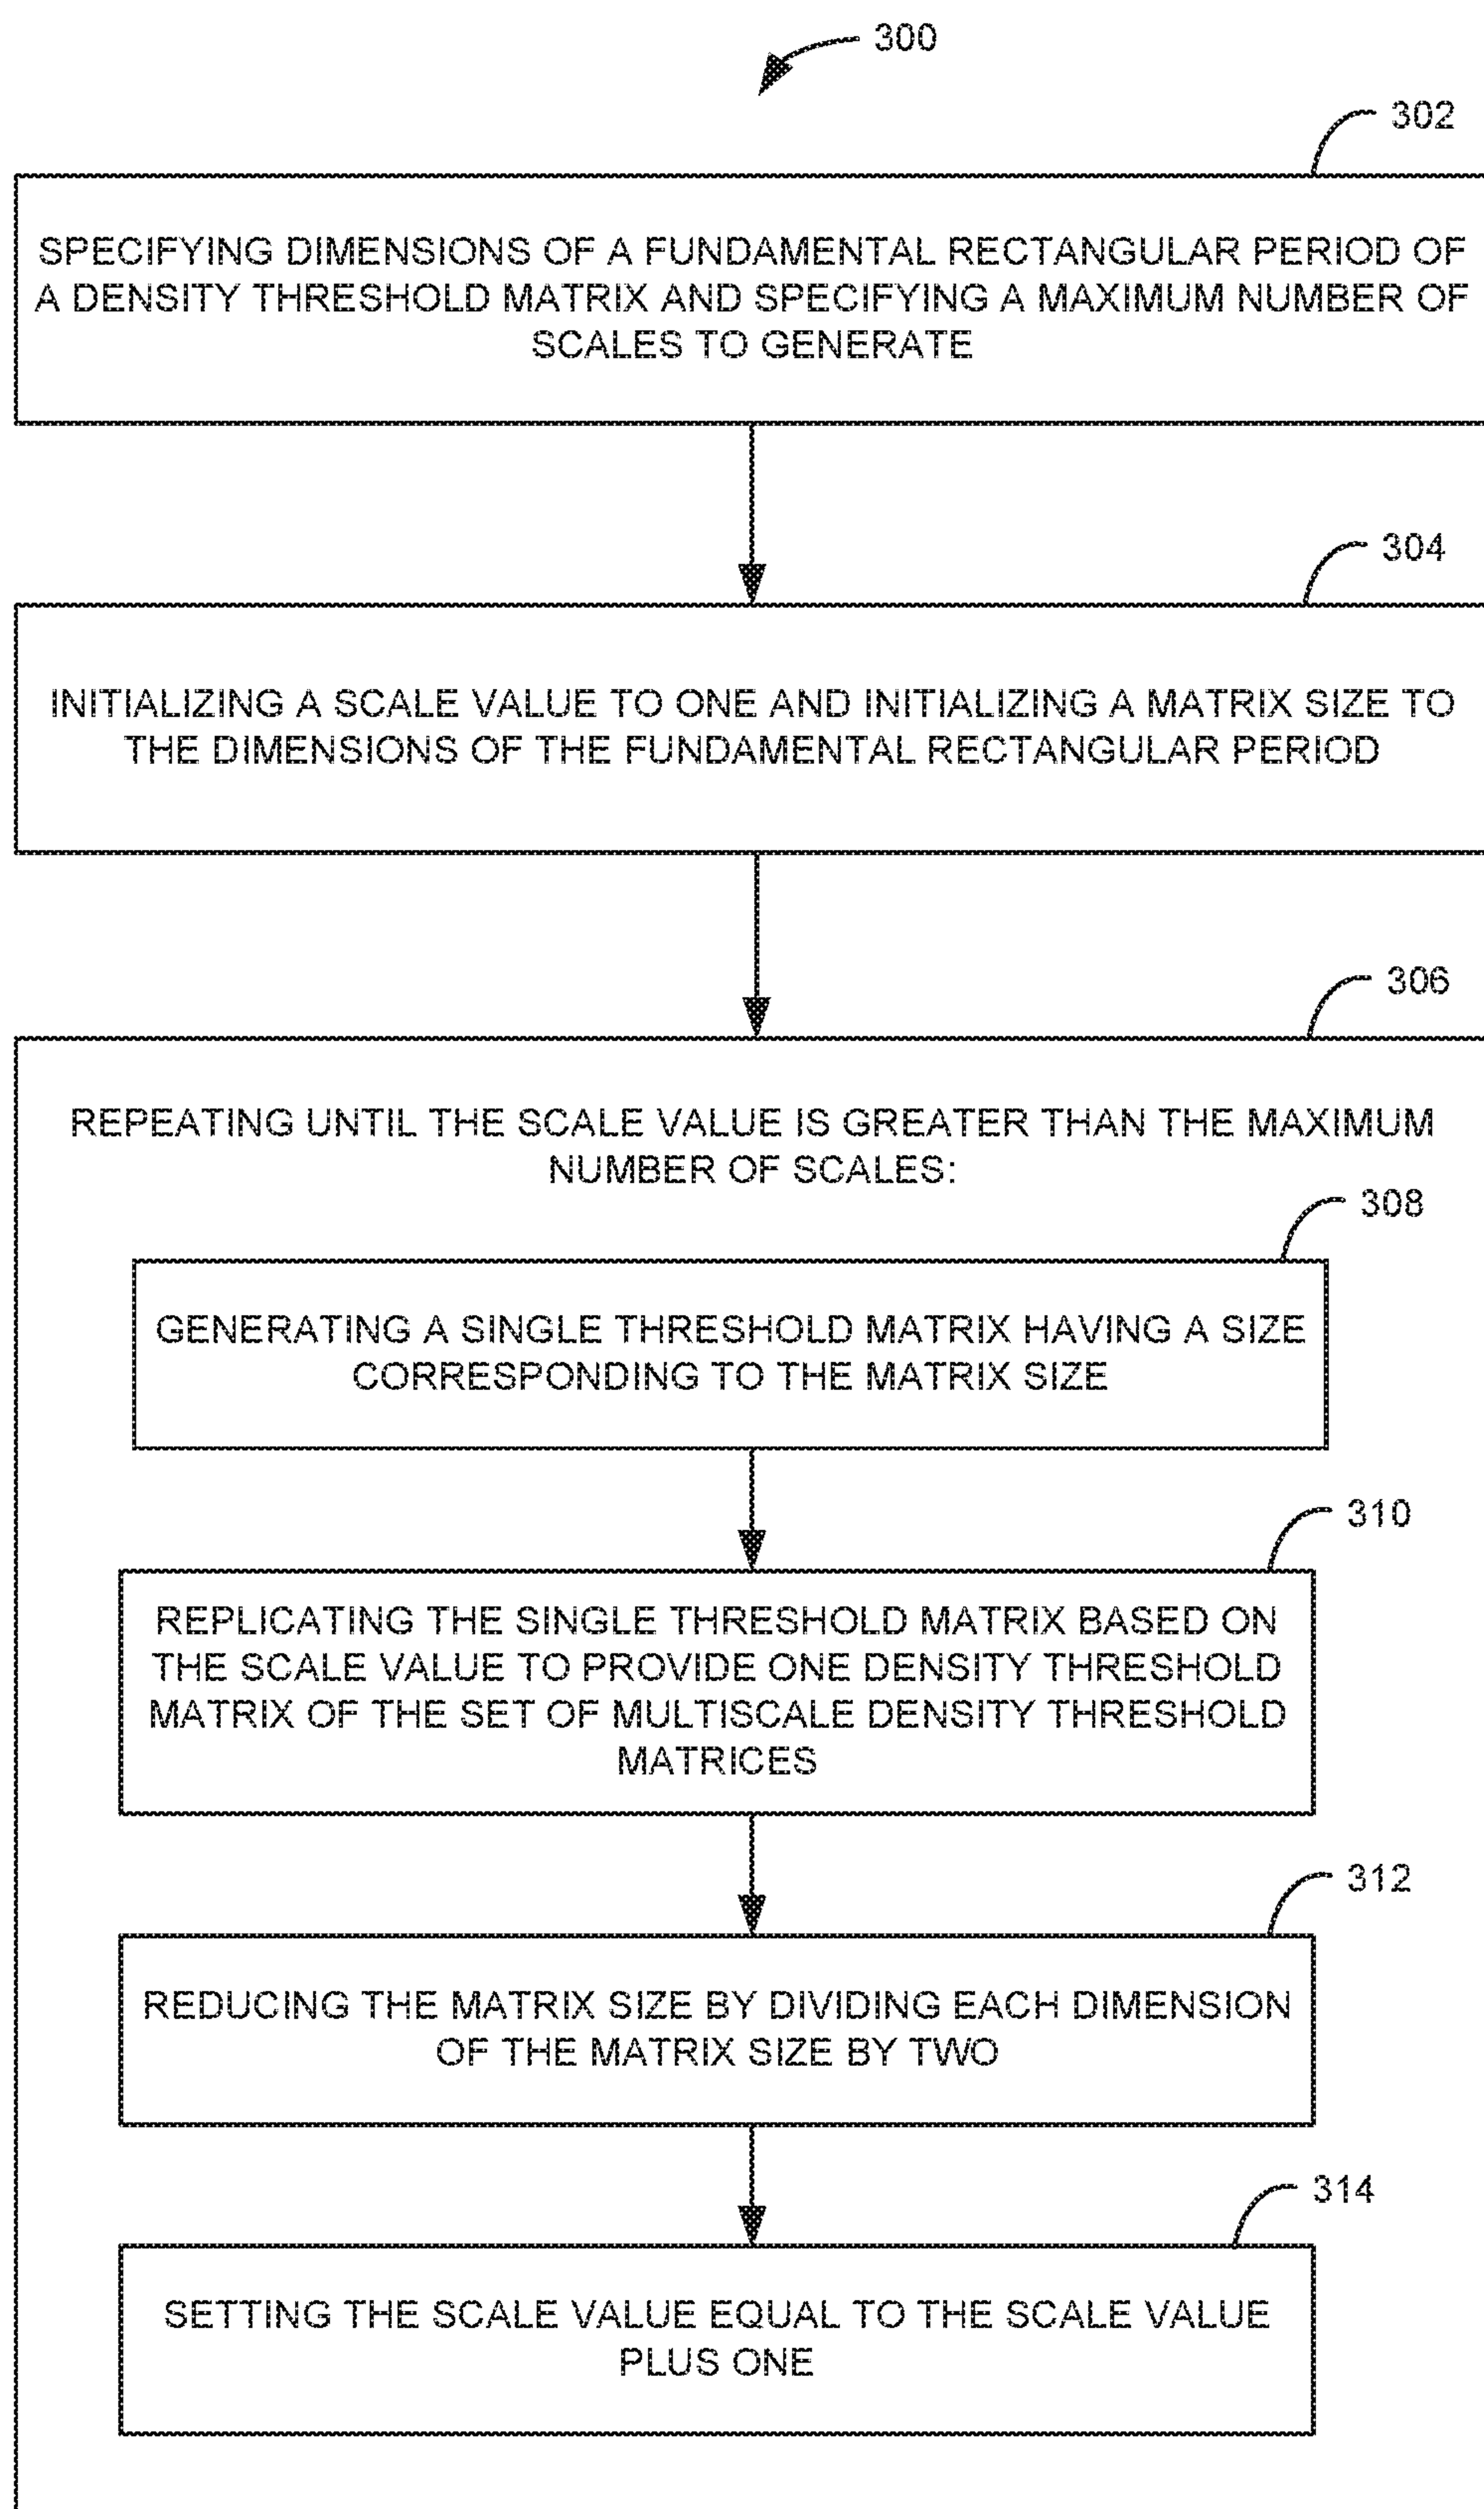 300
302
SPECIFYING DIMENSIONS OF A FUNDAMENTAL RECTANGULAR PERIOD OF
A DENSITY THRESHOLD MATRIX AND SPECIFYING A MAXIMUM NUMBER OF
SCALES TO GENERATE
304
INITIALIZING A SCALE VALUE TO ONE AND INITIALIZING A MATRIX SIZE TO
THE DIMENSIONS OF THE FUNDAMENTAL RECTANGULAR PERIOD
306
REPEATING UNTIL THE SCALE VALUE IS GREATER THAN THE MAXIMUM
NUMBER OF SCALES:
308
GENERATING A SINGLE THRESHOLD MATRIX HAVING A SIZE
CORRESPONDING TO THE MATRIX SIZE
310
REPLICATING THE SINGLE THRESHOLD MATRIX BASED ON
THE SCALE VALUE TO PROVIDE ONE DENSITY THRESHOLD
MATRIX OF THE SET OF MULTISCALE DENSITY THRESHOLD
MATRICES
312
REDUCING THE MATRIX SIZE BY DIVIDING EACH DIMENSION
OF THE MATRIX SIZE BY TWO
314
SETTING THE SCALE VALUE EQUAL TO THE SCALE VALUE
PLUS ONE